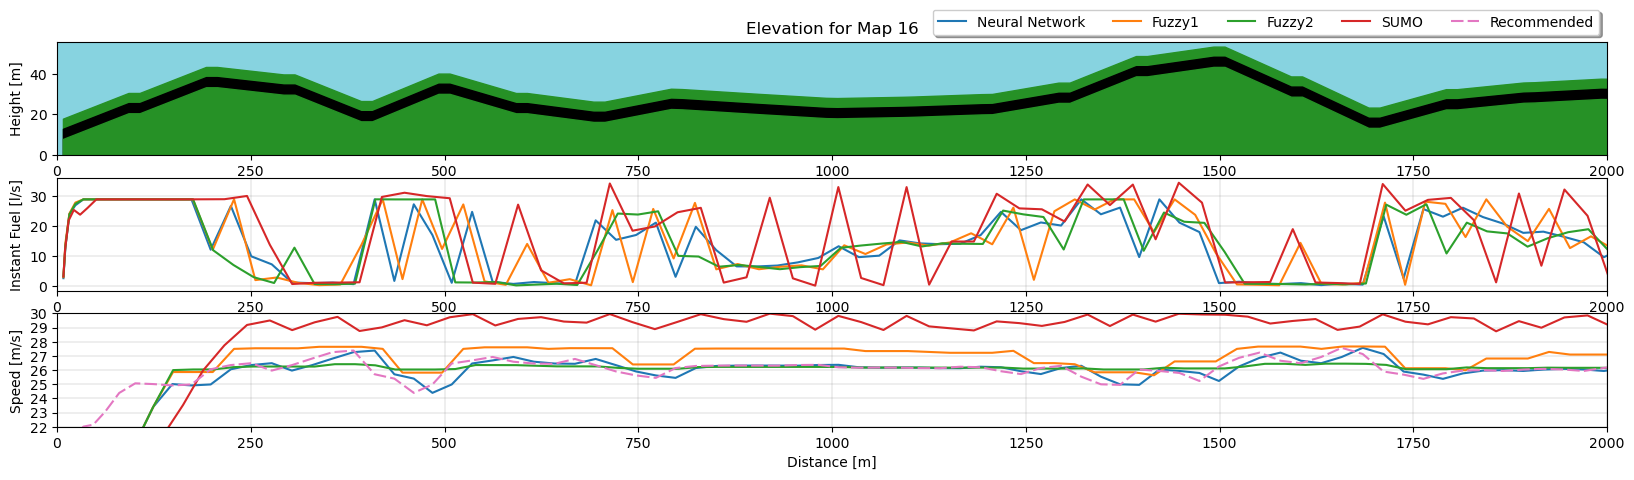 Elevation for Map 16
Neural Network Fuzzy1 Fuzzy2 SUMO Recommended
Height [m]
40
20
0
0 250 500 750 1000 1250 1500 1750 2000
Instant Fuel [l/s]
30
20
10
0
0 250 500 750 1000 1250 1500 1750 2000
Speed [m/s]
30
29
28
27
26
25
24
23
22
0 250 500 750 1000 1250 1500 1750 2000
Distance [m]